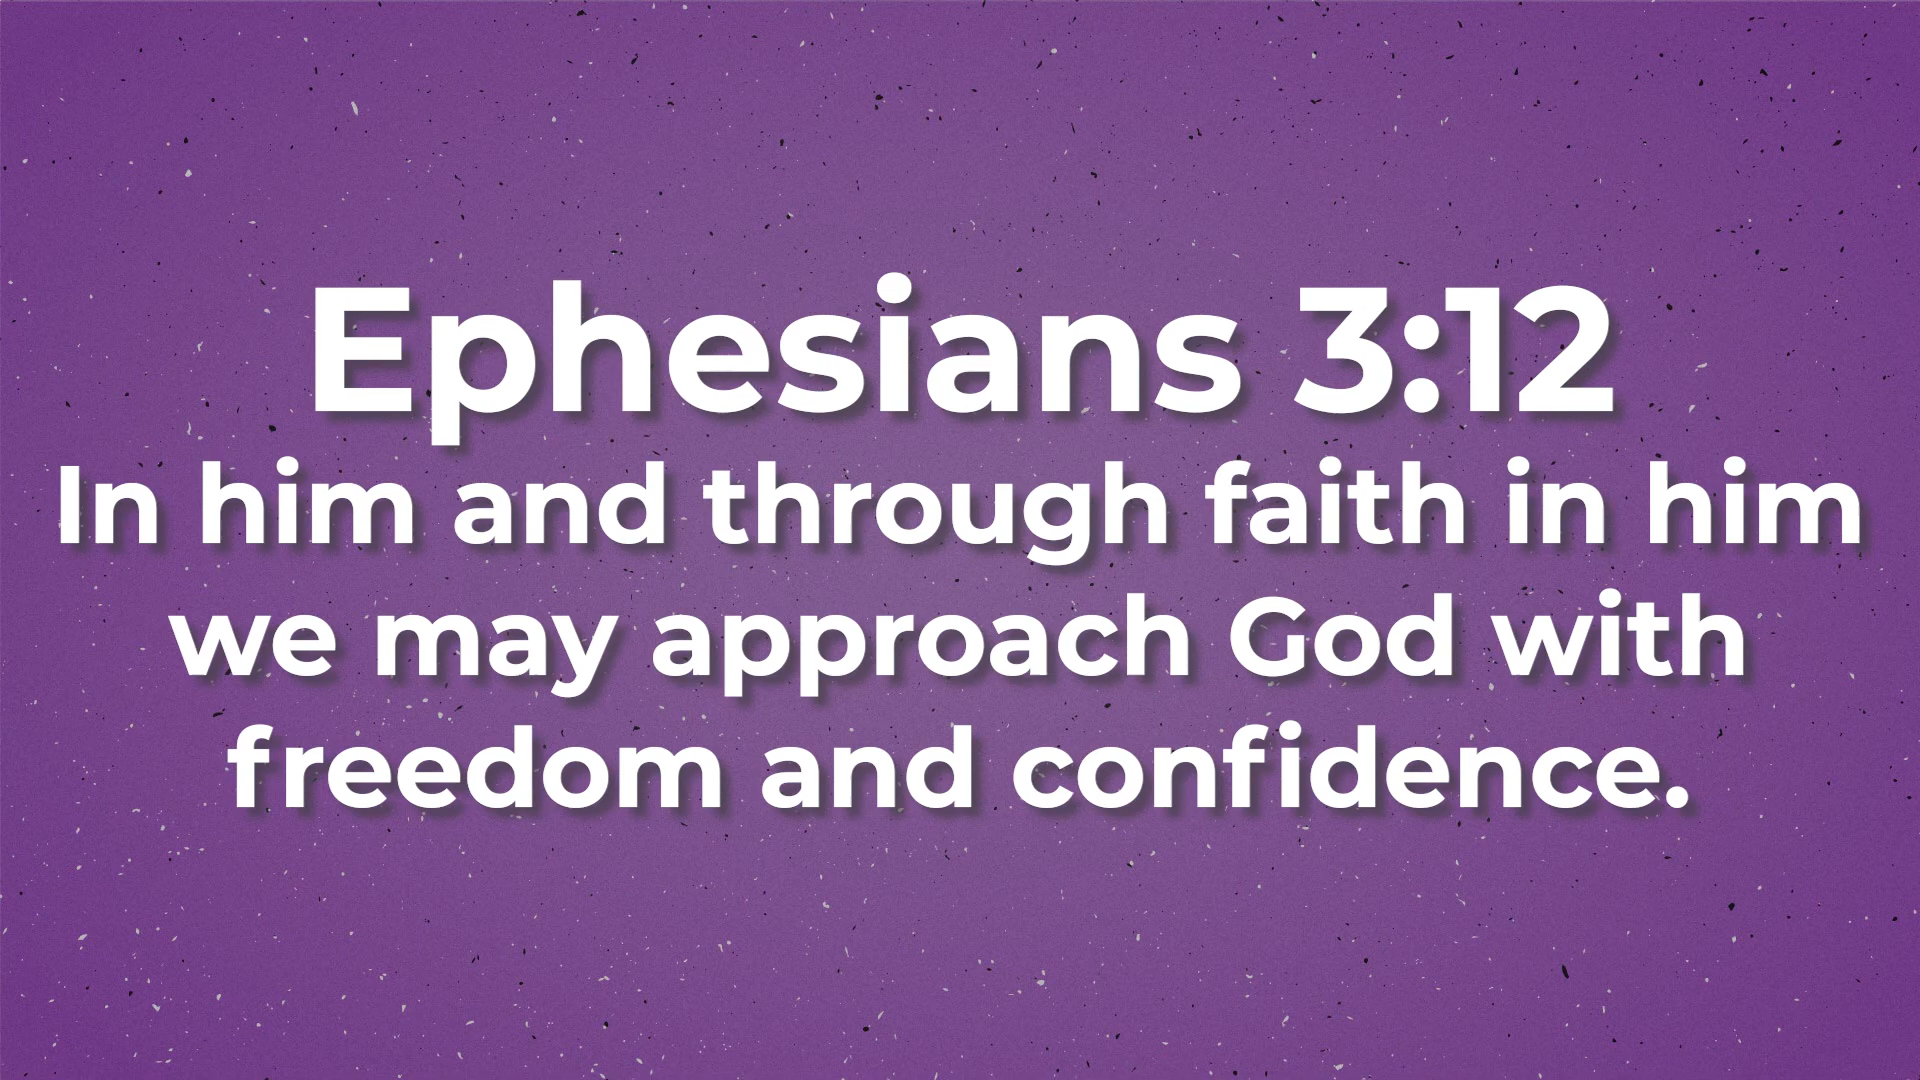 Ephesians 3:12
In him and through faith in him
we may approach God with
freedom and confidence.